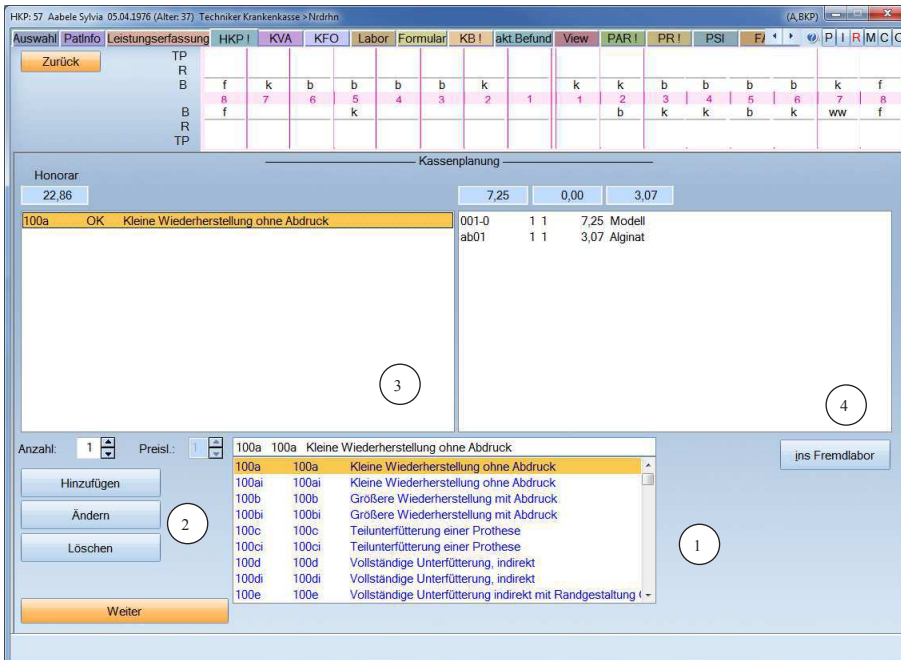 HKP: 57 Aabele Sylvia 05.04.1976 (Alter: 37) Techniker Krankenkasse >Nrdrhn (A,BKP)
Auswahl PatInfo Leistungserfassung HKP ! KVA KFO Labor Formular KB ! akt.Befund View PAR ! PR ! PSI P I R M C
Zurück
TP
R
B f k b b b b k k k b b b b k f
8 7 6 5 4 3 2 1 1 2 3 4 5 6 7 8
B f k b k k b k ww f
R
TP
Kassenplanung
Honorar
22,86 7,25 0,00 3,07
100a OK Kleine Wiederherstellung ohne Abdruck
001-0 1 1 7,25 Modell
ab01 1 1 3,07 Alginat
3
4
Anzahl: 1 Preisl.: 1 100a 100a Kleine Wiederherstellung ohne Abdruck
ins Fremdlabor
100a 100a Kleine Wiederherstellung ohne Abdruck
100ai 100ai Kleine Wiederherstellung ohne Abdruck
100b 100b Größere Wiederherstellung mit Abdruck
100bi 100bi Größere Wiederherstellung mit Abdruck
100c 100c Teilunterfütterung einer Prothese
100ci 100ci Teilunterfütterung einer Prothese
100d 100d Vollständige Unterfütterung, indirekt
100di 100di Vollständige Unterfütterung, indirekt
100e 100e Vollständige Unterfütterung indirekt mit Randgestaltung
Hinzufügen
Ändern
Löschen
2
1
Weiter